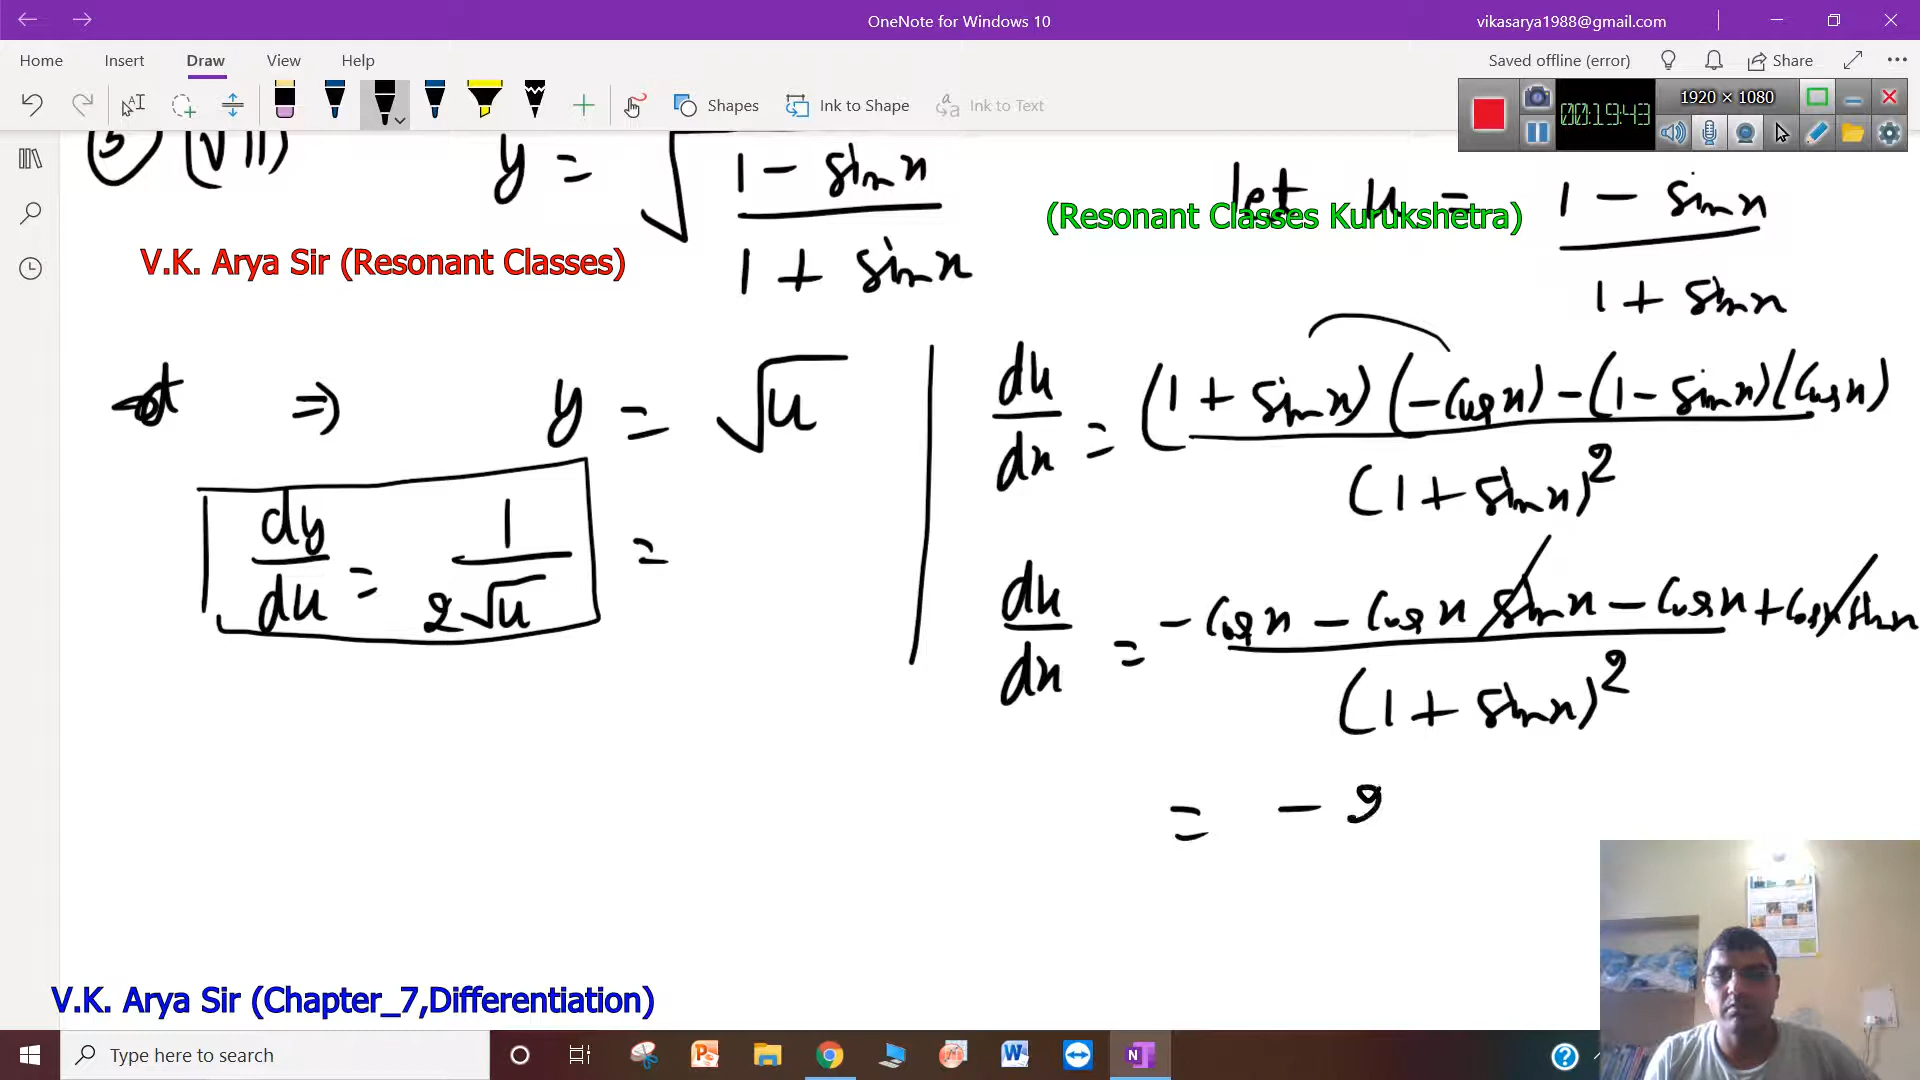 OneNote for Windows 10
vikasarya1988@gmail.com
Home Insert Draw View Help
Saved offline (error) Share
Shapes Ink to Shape Ink to Text
1920 × 1080
00:19:43
(VII) y = √((1 - sin x)/(1 + sin x))
let u = (1 - sin x)/(1 + sin x)
(Resonant Classes Kurukshetra)
V.K. Arya Sir (Resonant Classes)
⇒ y = √u
dy/du = 1/(2√u) =
du/dx = ((1 + sin x)(-cos x) - (1 - sin x)(cos x))/(1 + sin x)²
du/dx = (-cos x - cos x sin x - cos x + cos x sin x)/(1 + sin x)²
= - 2
V.K. Arya Sir (Chapter_7,Differentiation)
Type here to search